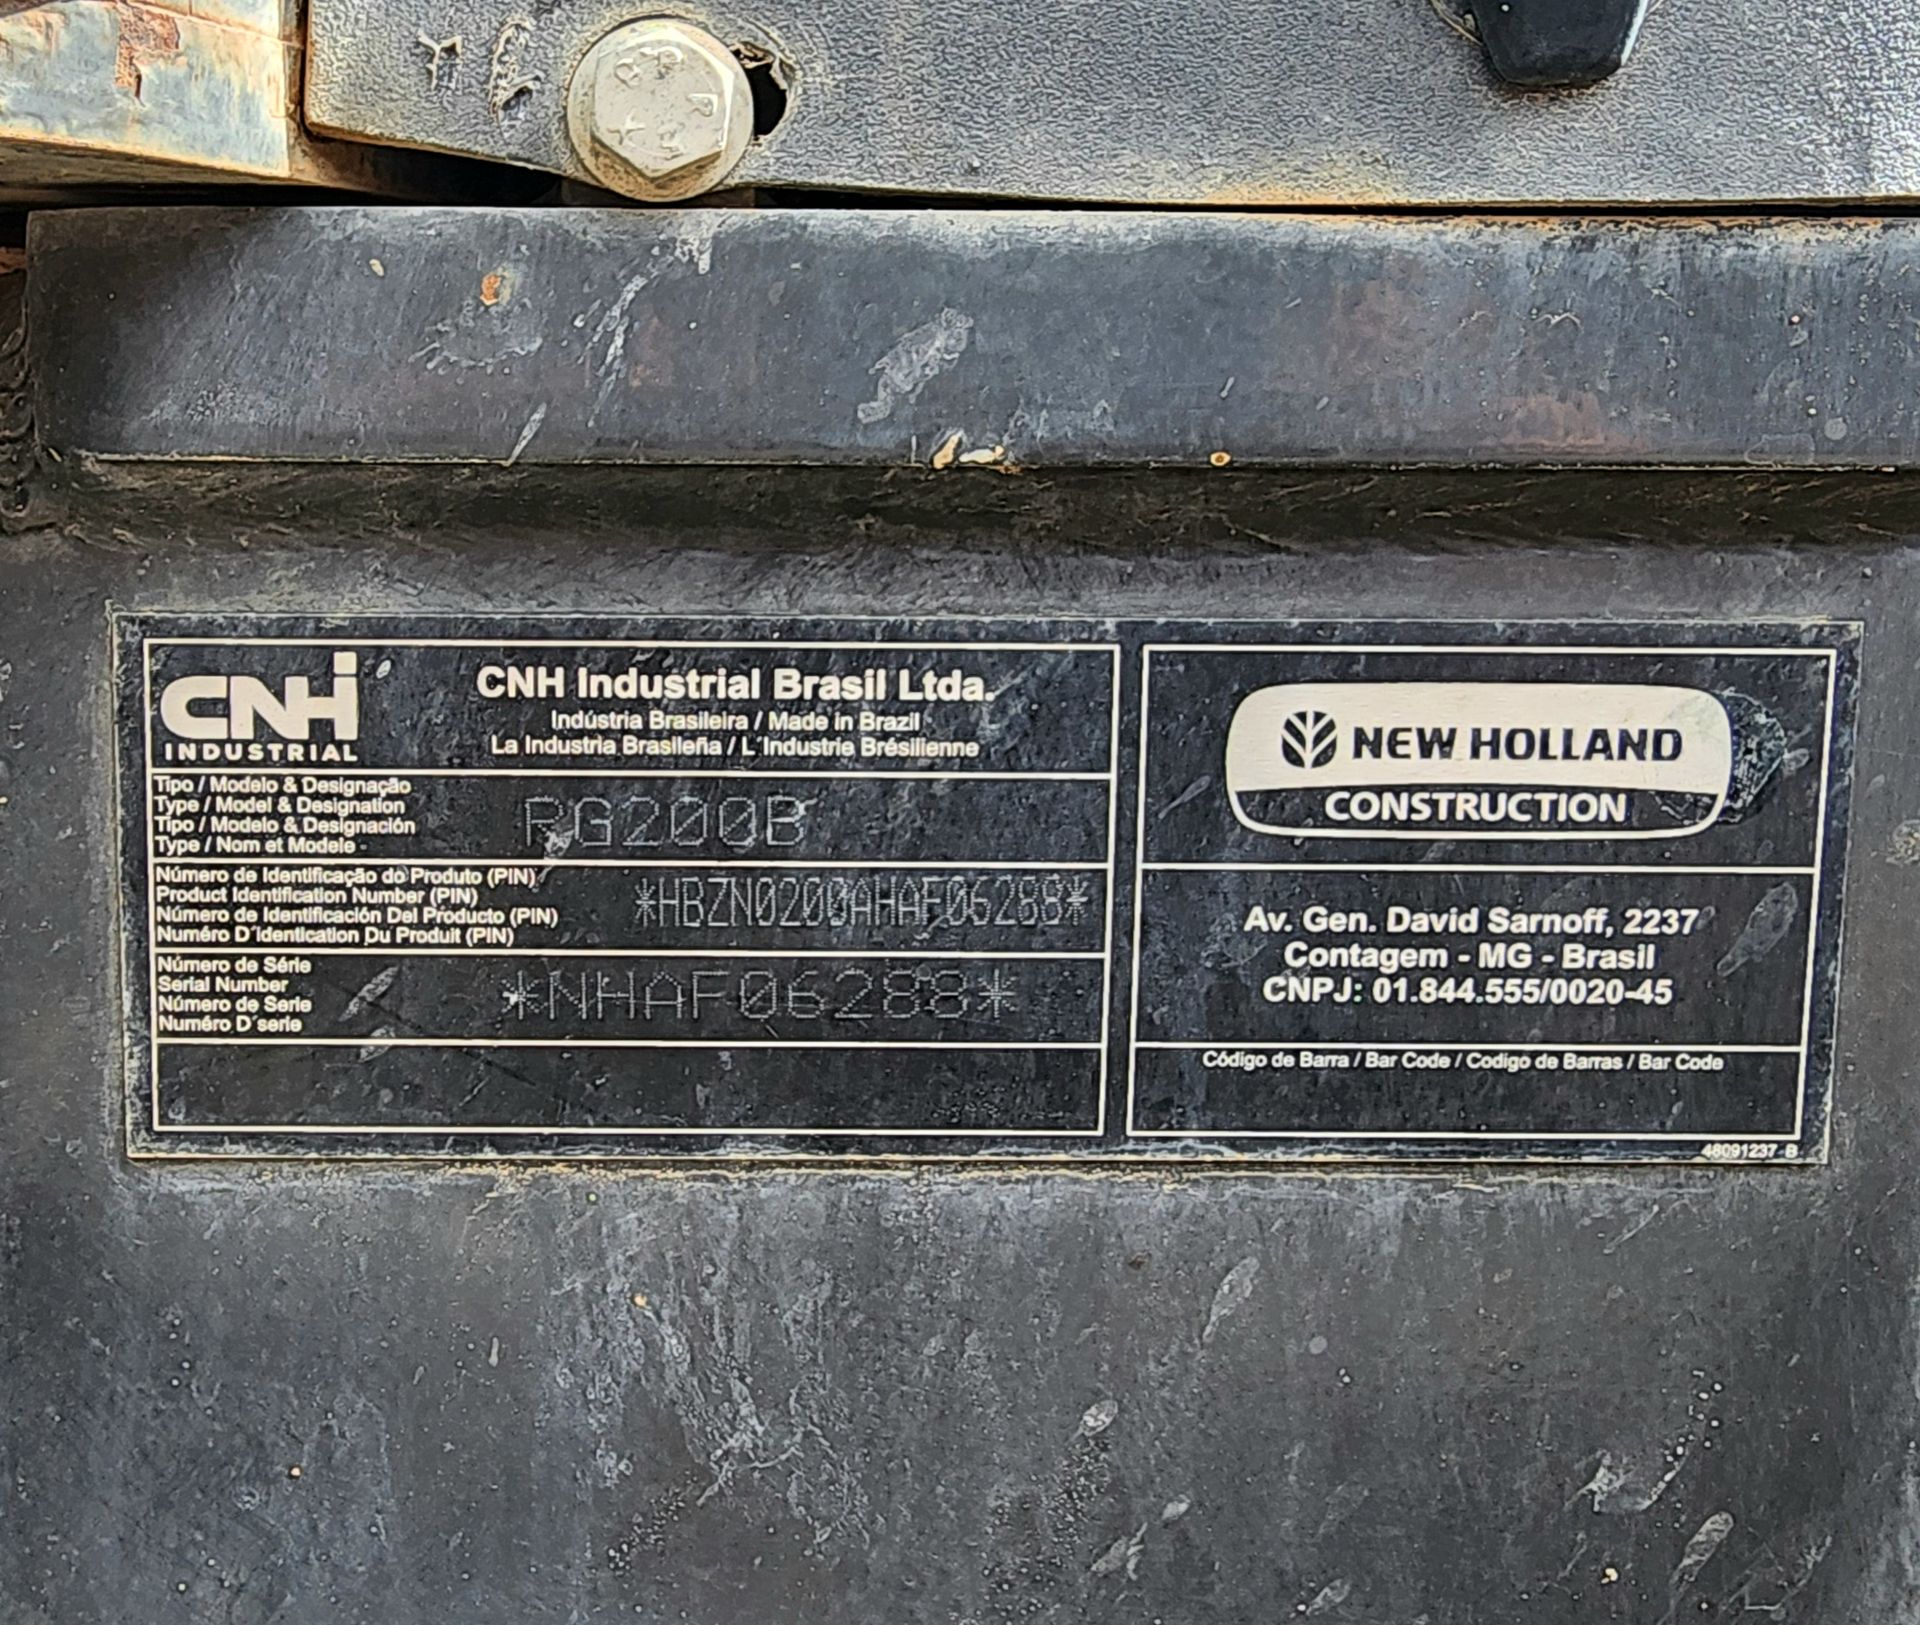 CNH
INDUSTRIAL
CNH Industrial Brasil Ltda.
Indústria Brasileira / Made in Brazil
La Industria Brasileña / L´Industrie Brésilienne
Tipo / Modelo & Designação
Type / Model & Designation
Tipo / Modelo & Designación
Type / Nom et Modele
RG200B
Número de Identificação do Produto (PIN)
Product Identification Number (PIN)
Número de Identificación Del Producto (PIN)
Numéro D´Identication Du Produit (PIN)
*HBZN0200AHAF06288*
Número de Série
Serial Number
Número de Serie
Numéro D´serie
*NHAF06288*
NEW HOLLAND
CONSTRUCTION
Av. Gen. David Sarnoff, 2237
Contagem - MG - Brasil
CNPJ: 01.844.555/0020-45
Código de Barra / Bar Code / Codigo de Barras / Bar Code
48091237 B